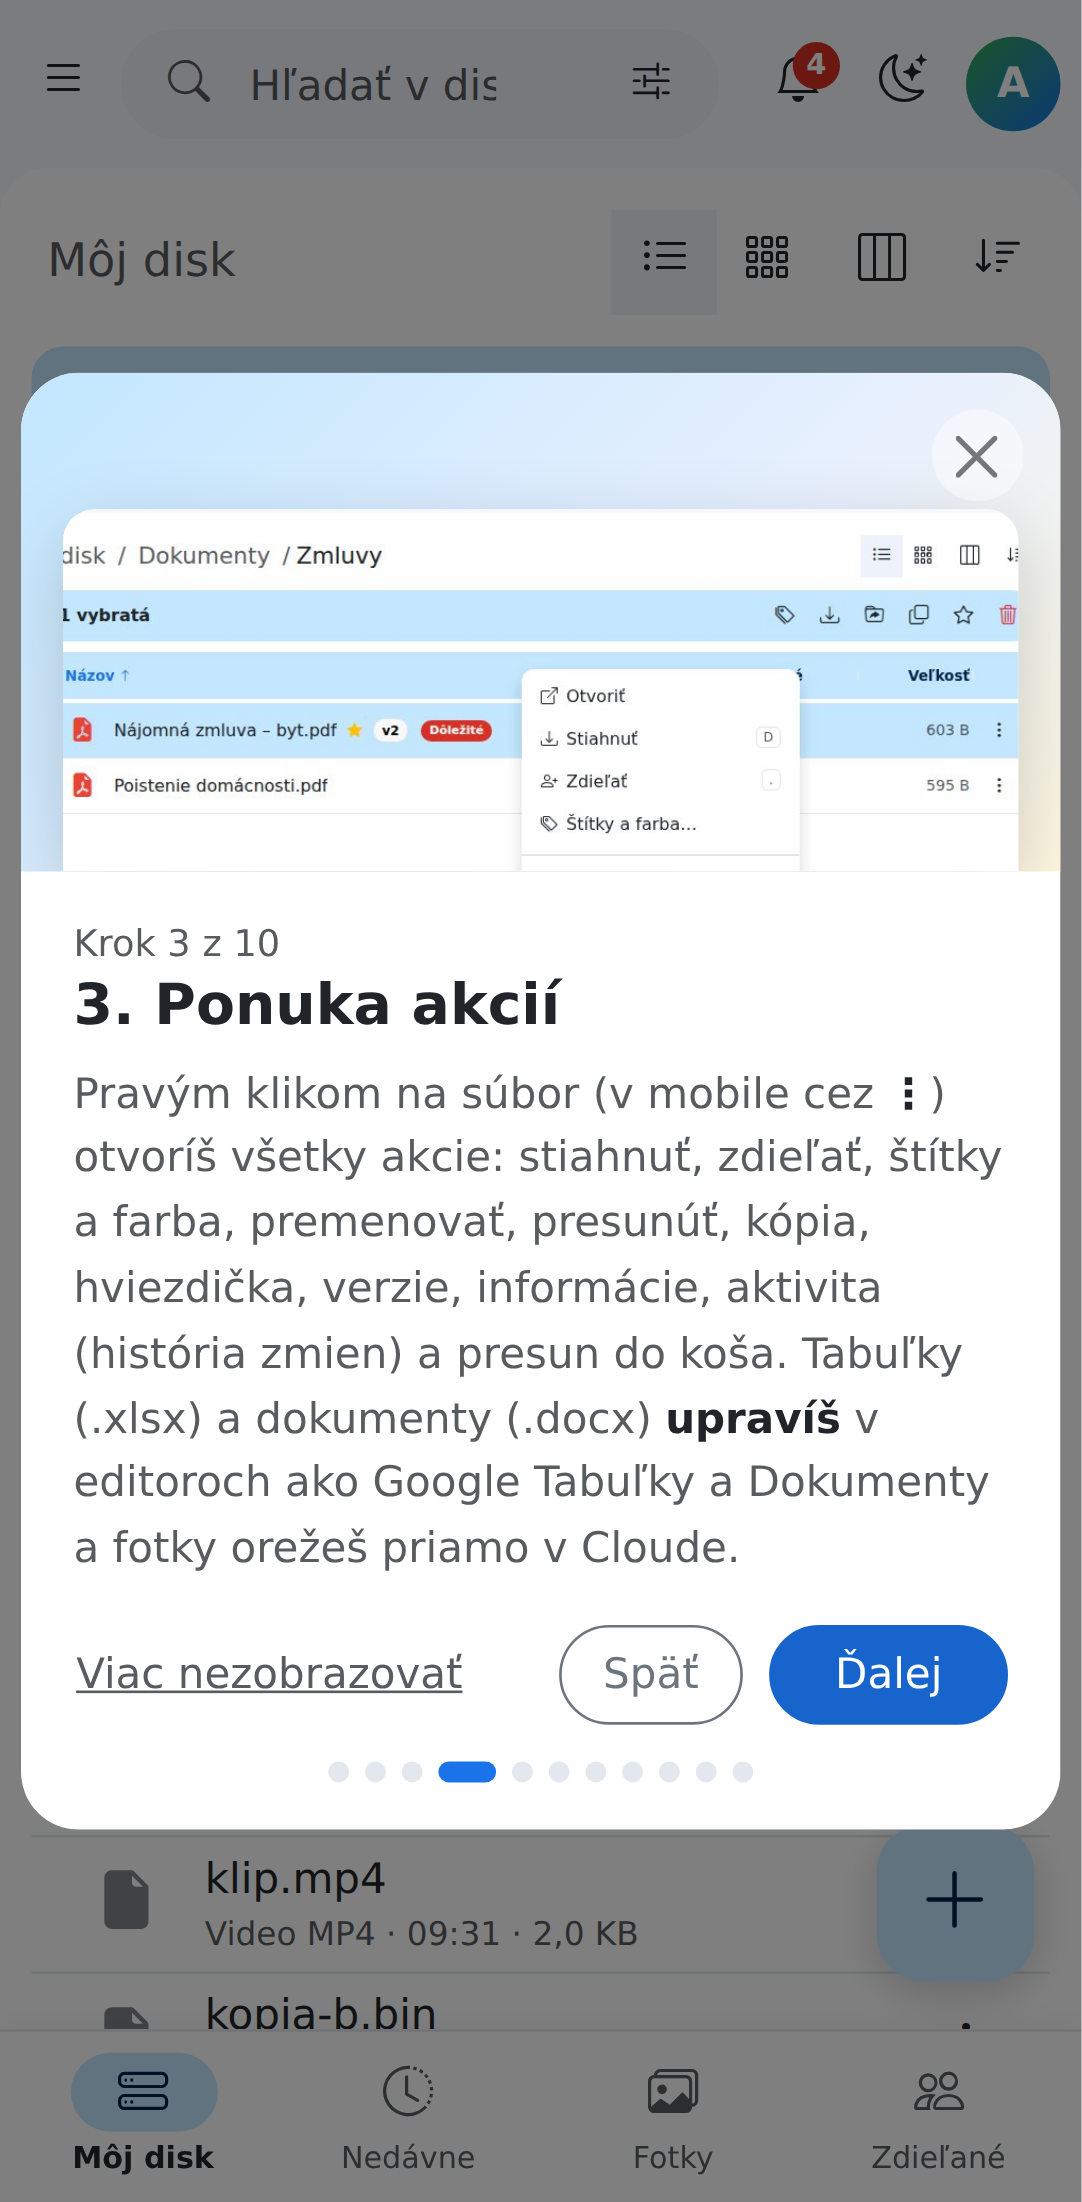 Hľadať v dis
4
A
Môj disk
disk / Dokumenty / Zmluvy
1 vybratá
Názov ↑
Veľkosť
Nájomná zmluva – byt.pdf v2 Dôležité
603 B
Poistenie domácnosti.pdf
595 B
Otvoriť
Stiahnuť D
Zdieľať .
Štítky a farba...
Krok 3 z 10
3. Ponuka akcií
Pravým klikom na súbor (v mobile cez ⋮)
otvoríš všetky akcie: stiahnuť, zdieľať, štítky
a farba, premenovať, presunúť, kópia,
hviezdička, verzie, informácie, aktivita
(história zmien) a presun do koša. Tabuľky
(.xlsx) a dokumenty (.docx) upravíš v
editoroch ako Google Tabuľky a Dokumenty
a fotky orežeš priamo v Cloude.
Viac nezobrazovať
Späť
Ďalej
klip.mp4
Video MP4 · 09:31 · 2,0 KB
kopia-b.bin
Môj disk
Nedávne
Fotky
Zdieľané